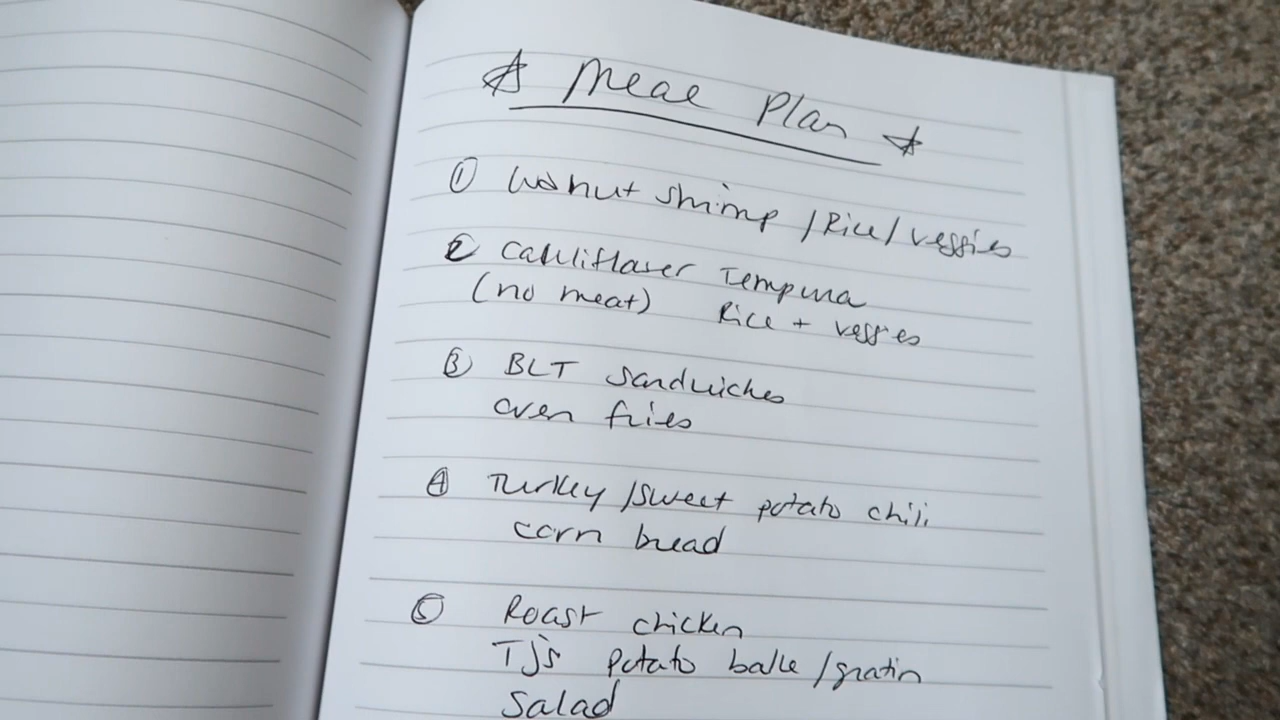 ☆ Meal Plan ☆
① Walnut shrimp / Rice / veggies
② Cauliflower Tempura
(no meat) Rice + veggies
③ BLT sandwiches
oven fries
④ Turkey / sweet potato chili
corn bread
⑤ Roast chicken
TJ's potato bake / gratin
Salad